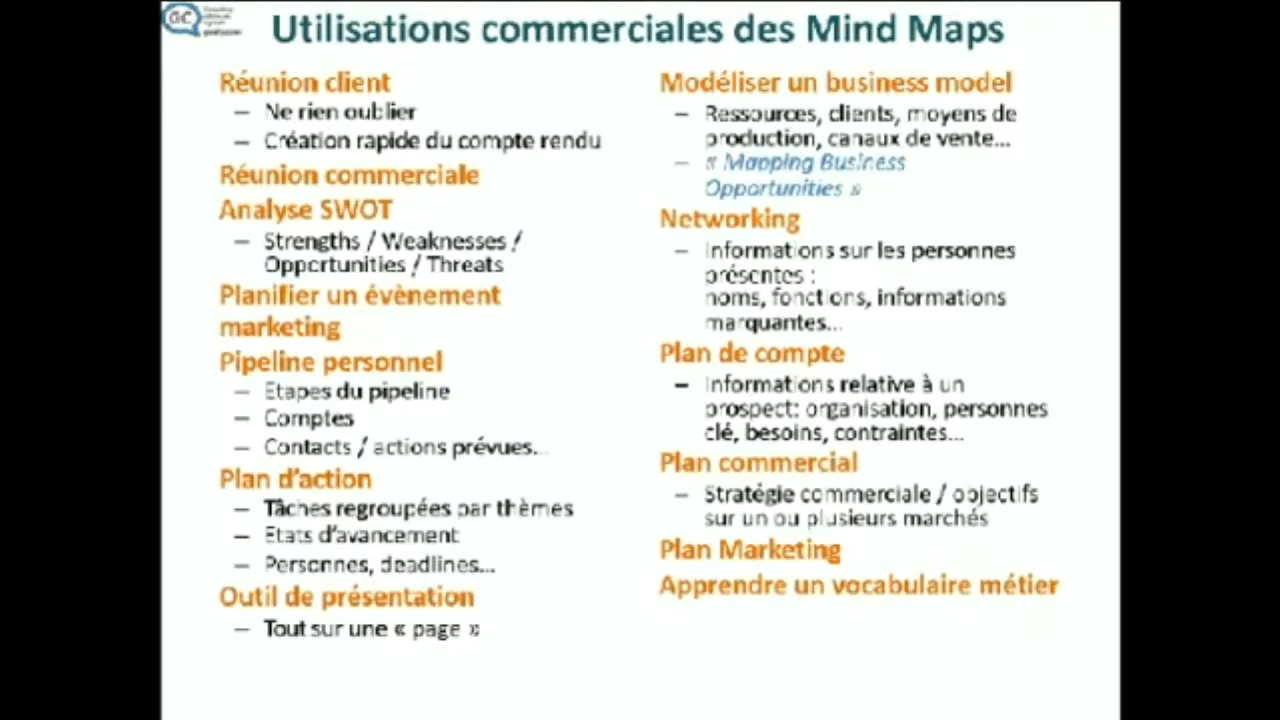 GC
Utilisations commerciales des Mind Maps
Réunion client
– Ne rien oublier
– Création rapide du compte rendu
Réunion commerciale
Analyse SWOT
– Strengths / Weaknesses /
Opportunities / Threats
Planifier un évènement
marketing
Pipeline personnel
– Etapes du pipeline
– Comptes
– Contacts / actions prévues...
Plan d'action
– Tâches regroupées par thèmes
– Etats d'avancement
– Personnes, deadlines...
Outil de présentation
– Tout sur une « page »
Modéliser un business model
– Ressources, clients, moyens de
production, canaux de vente...
– « Mapping Business
Opportunities »
Networking
– Informations sur les personnes
présentes :
noms, fonctions, informations
marquantes...
Plan de compte
– Informations relative à un
prospect: organisation, personnes
clé, besoins, contraintes...
Plan commercial
– Stratégie commerciale / objectifs
sur un ou plusieurs marchés
Plan Marketing
Apprendre un vocabulaire métier